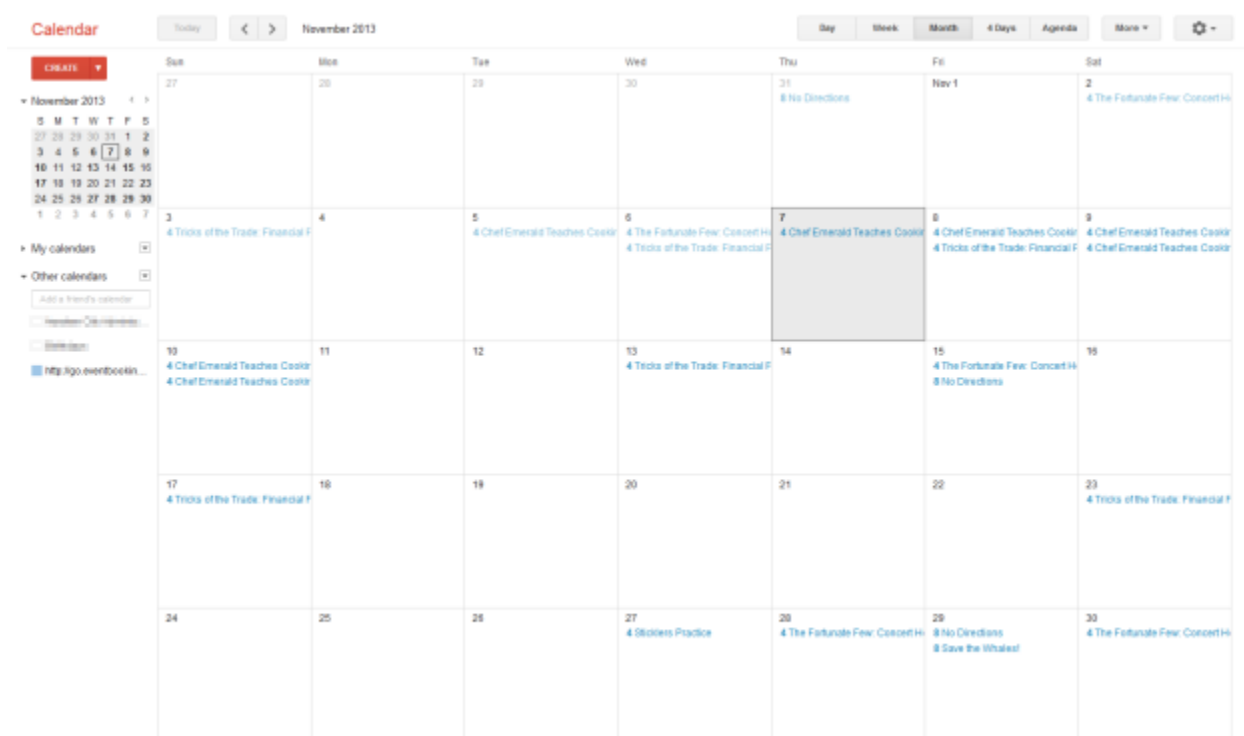 Calendar
Today < > November 2013
Day Week Month 4 Days Agenda More
CREATE
November 2013 < >
S M T W T F S
27 28 29 30 31 1 2
3 4 5 6 7 8 9
10 11 12 13 14 15 16
17 18 19 20 21 22 23
24 25 26 27 28 29 30
1 2 3 4 5 6 7
My calendars
Other calendars
Add a friend's calendar
Birthdays
http://go.eventbookin...
Sun Mon Tue Wed Thu Fri Sat
27 28 29 30 31 Nov 1 2
8 No Directions
4 The Fortunate Few: Concert H
3 4 5 6 7 8 9
4 Tricks of the Trade: Financial F
4 Chef Emerald Teaches Cookin
4 The Fortunate Few: Concert H
4 Tricks of the Trade: Financial F
4 Chef Emerald Teaches Cookin
4 Chef Emerald Teaches Cookin
4 Tricks of the Trade: Financial F
4 Chef Emerald Teaches Cookin
4 Chef Emerald Teaches Cookin
10 11 12 13 14 15 16
4 Chef Emerald Teaches Cookin
4 Chef Emerald Teaches Cookin
4 Tricks of the Trade: Financial F
4 The Fortunate Few: Concert H
8 No Directions
17 18 19 20 21 22 23
4 Tricks of the Trade: Financial F
4 Tricks of the Trade: Financial F
24 25 26 27 28 29 30
4 Sticklers Practice
4 The Fortunate Few: Concert H
8 No Directions
8 Save the Whales!
4 The Fortunate Few: Concert H